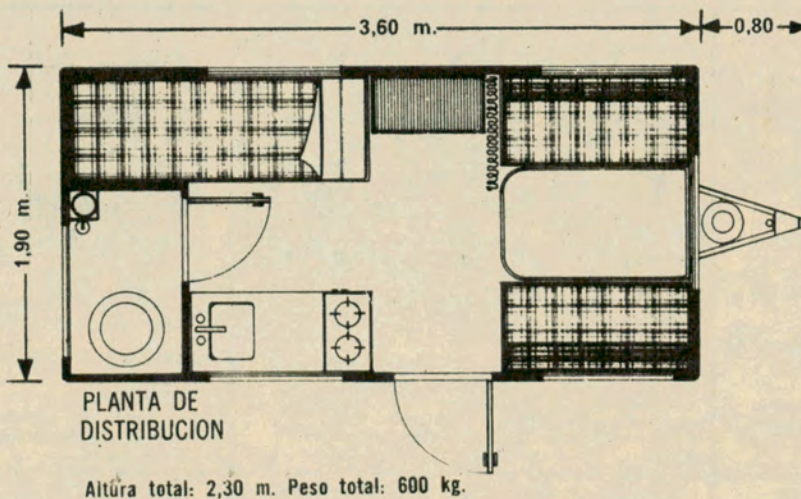 3,60 m.
0,80
1,90 m.
PLANTA DE
DISTRIBUCION
Altura total: 2,30 m. Peso total: 600 kg.